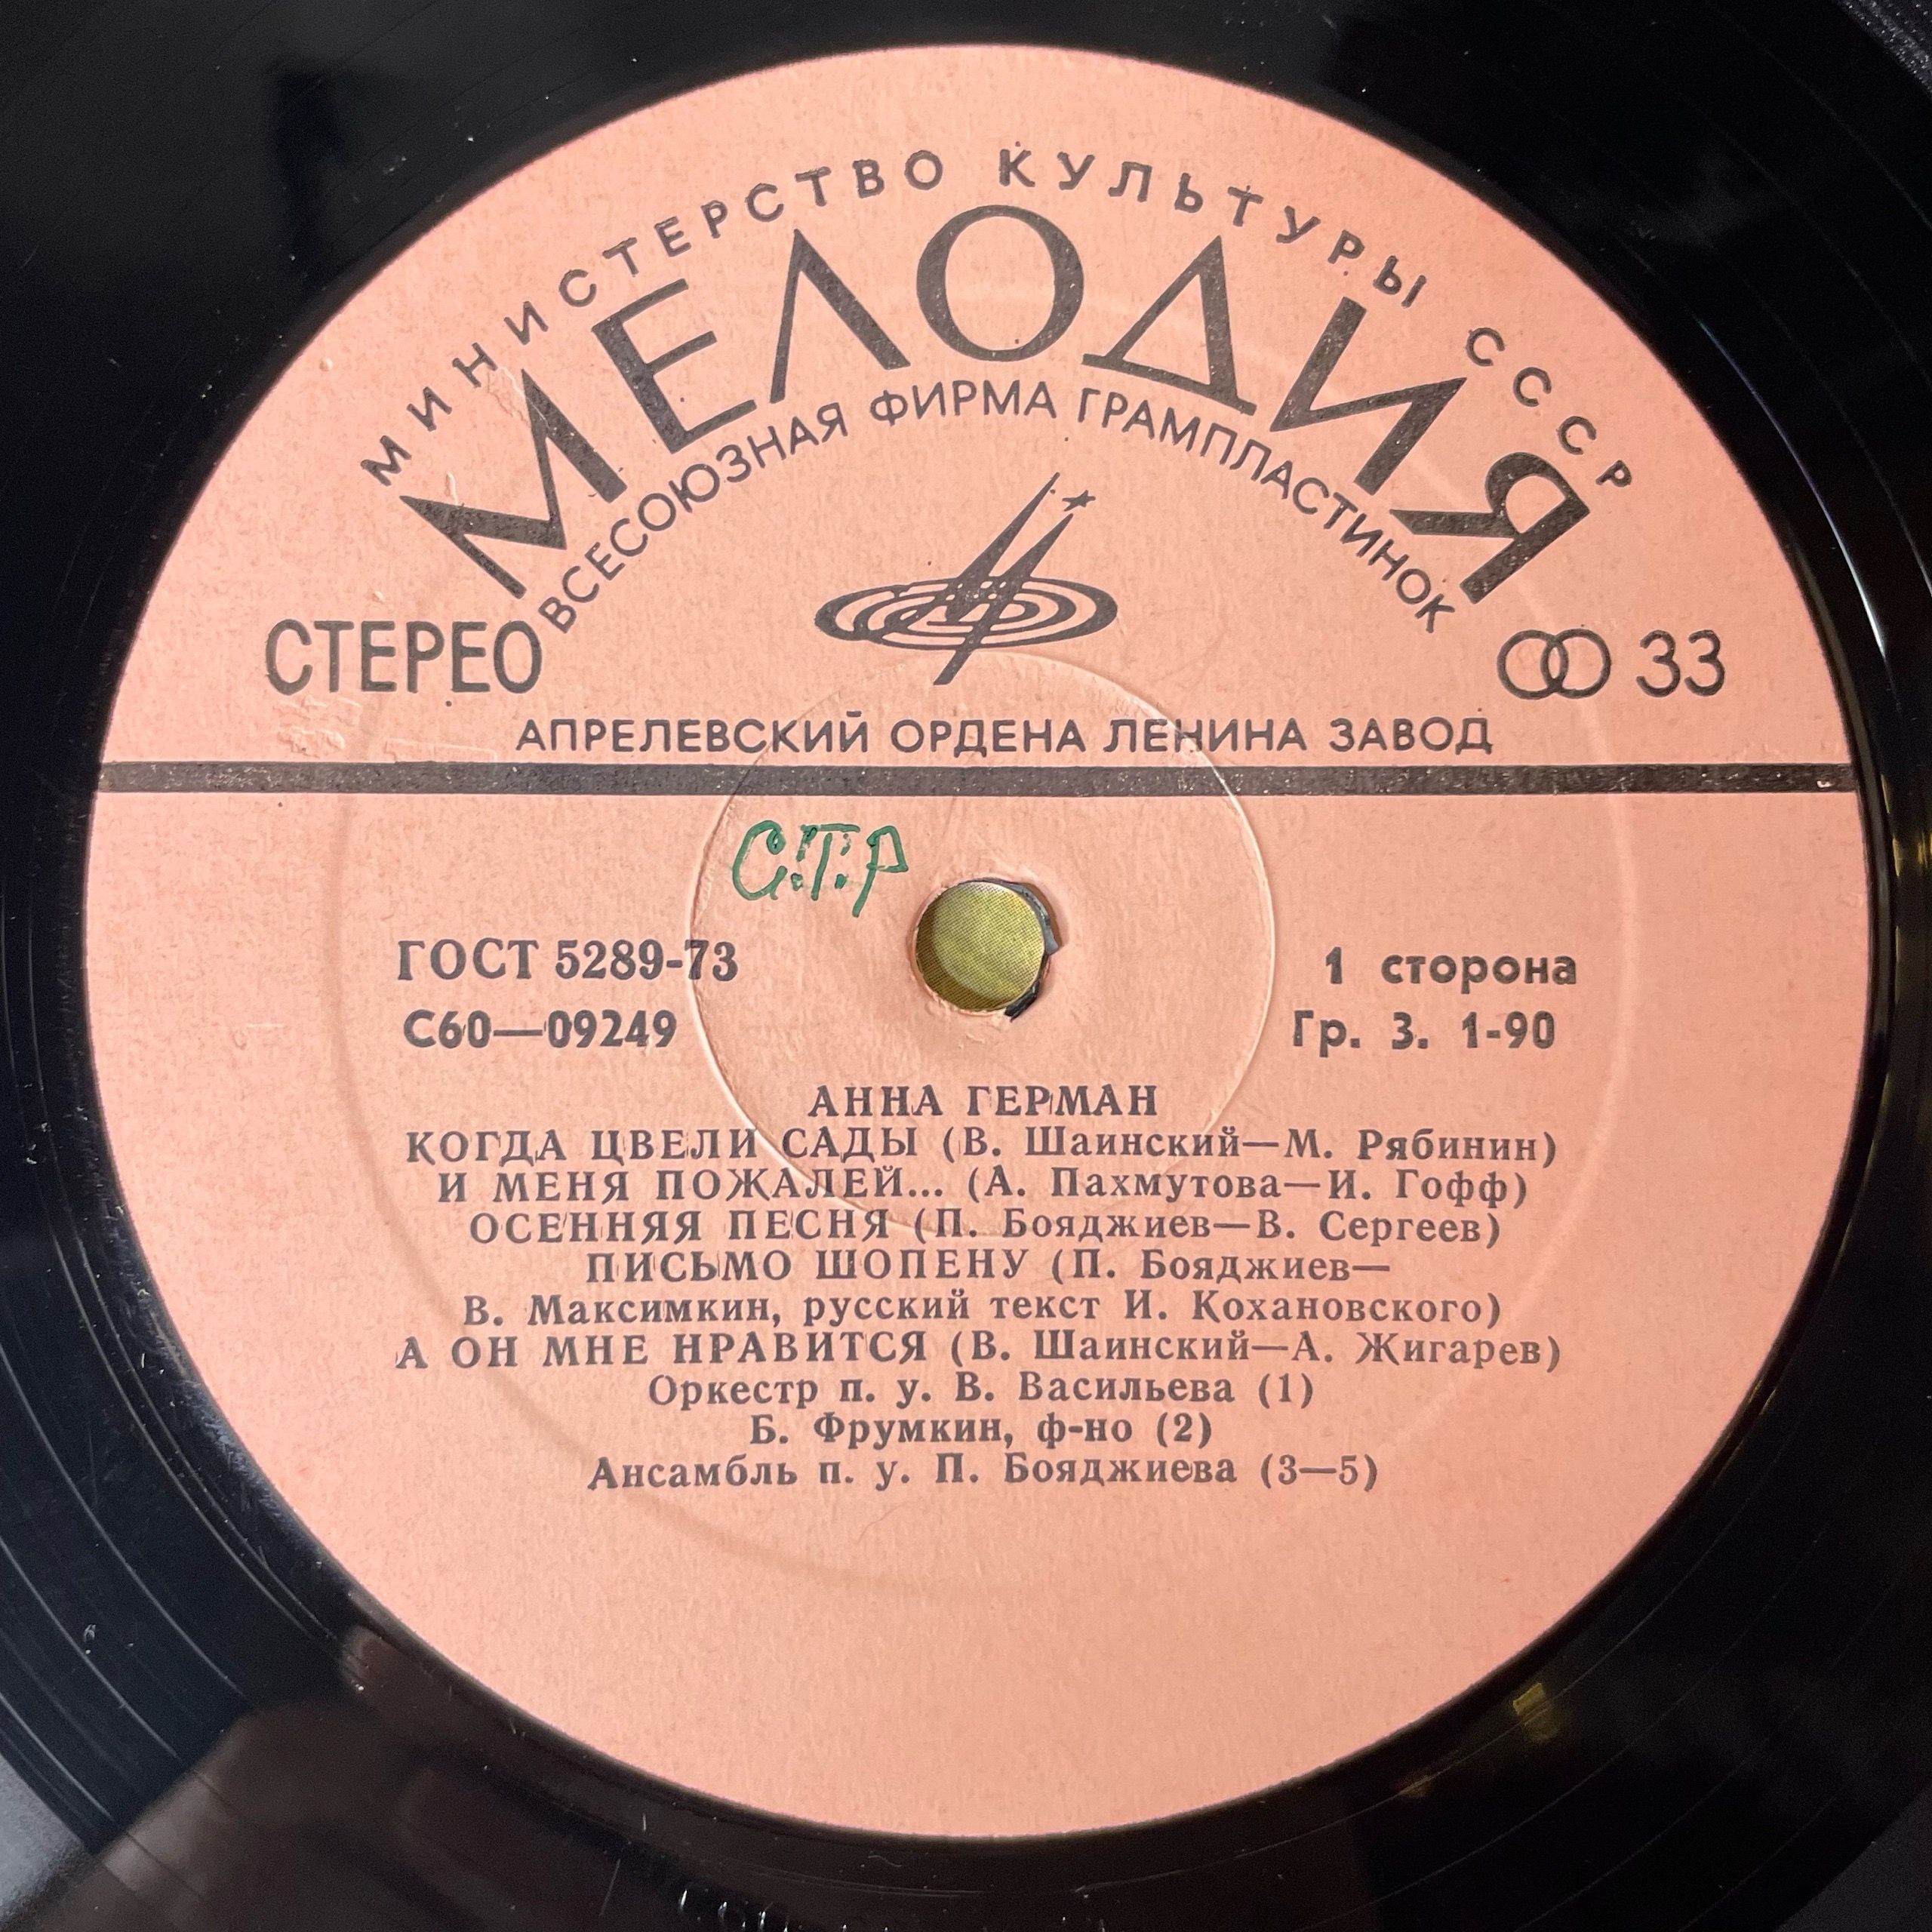 МИНИСТЕРСТВО КУЛЬТУРЫ СССР
МЕЛОДИЯ
ВСЕСОЮЗНАЯ ФИРМА ГРАМПЛАСТИНОК
СТЕРЕО
33
АПРЕЛЕВСКИЙ ОРДЕНА ЛЕНИНА ЗАВОД
С.Т.Р
ГОСТ 5289-73
1 сторона
С60—09249
Гр. 3. 1-90
АННА ГЕРМАН
КОГДА ЦВЕЛИ САДЫ (В. Шаинский—М. Рябинин)
И МЕНЯ ПОЖАЛЕЙ... (А. Пахмутова—И. Гофф)
ОСЕННЯЯ ПЕСНЯ (П. Бояджиев—В. Сергеев)
ПИСЬМО ШОПЕНУ (П. Бояджиев—
В. Максимкин, русский текст И. Кохановского)
А ОН МНЕ НРАВИТСЯ (В. Шаинский—А. Жигарев)
Оркестр п. у. В. Васильева (1)
Б. Фрумкин, ф-но (2)
Ансамбль п. у. П. Бояджиева (3—5)